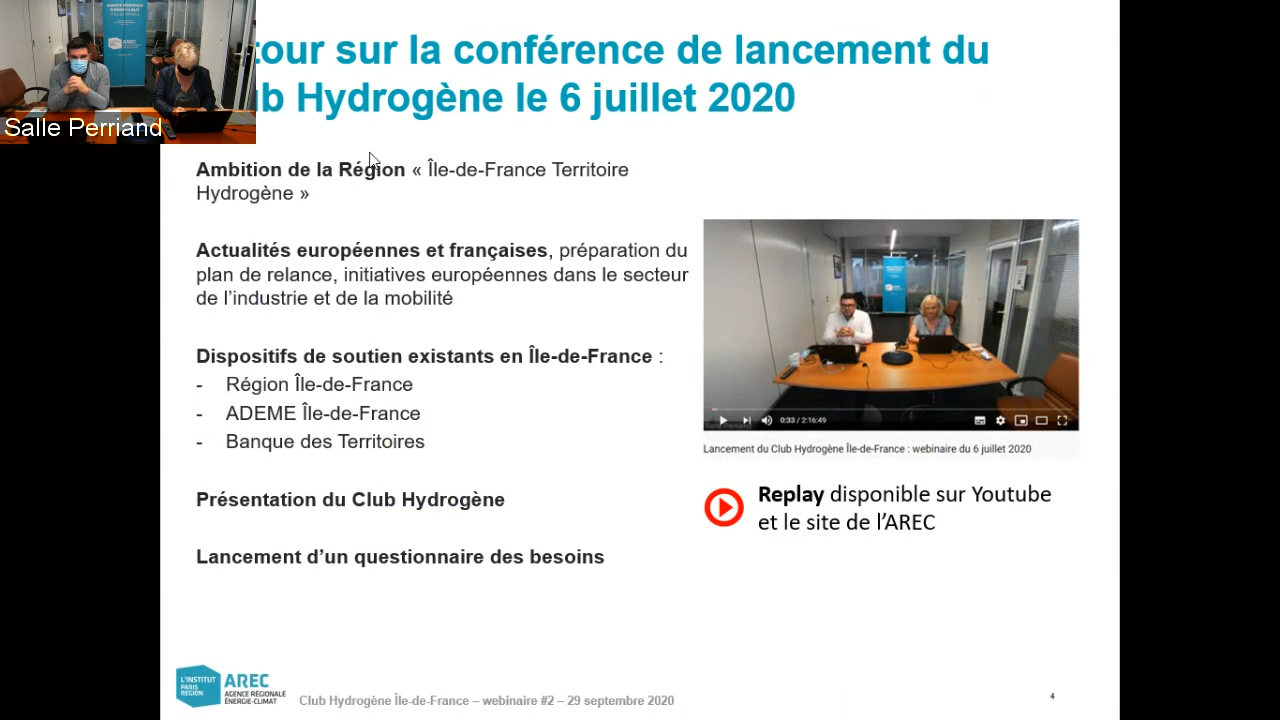 AGENCE RÉGIONALE
ÉNERGIE-CLIMAT
Salle Perriand
tour sur la conférence de lancement du
ub Hydrogène le 6 juillet 2020
Ambition de la Région « Île-de-France Territoire
Hydrogène »
Actualités européennes et françaises, préparation du
plan de relance, initiatives européennes dans le secteur
de l’industrie et de la mobilité
Dispositifs de soutien existants en Île-de-France :
- Région Île-de-France
- ADEME Île-de-France
- Banque des Territoires
Présentation du Club Hydrogène
Lancement d’un questionnaire des besoins
0:33 / 2:16:49
Lancement du Club Hydrogène Île-de-France : webinaire du 6 juillet 2020
Replay disponible sur Youtube
et le site de l’AREC
L'INSTITUT
PARIS
REGION
AREC
AGENCE RÉGIONALE
ÉNERGIE-CLIMAT
Club Hydrogène Île-de-France – webinaire #2 – 29 septembre 2020
4